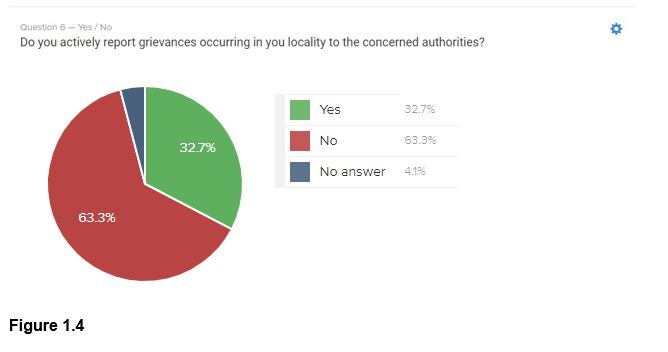 Question 6 — Yes / No
Do you actively report grievances occurring in you locality to the concerned authorities?
32.7%
63.3%
Yes 32.7%
No 63.3%
No answer 4.1%
Figure 1.4